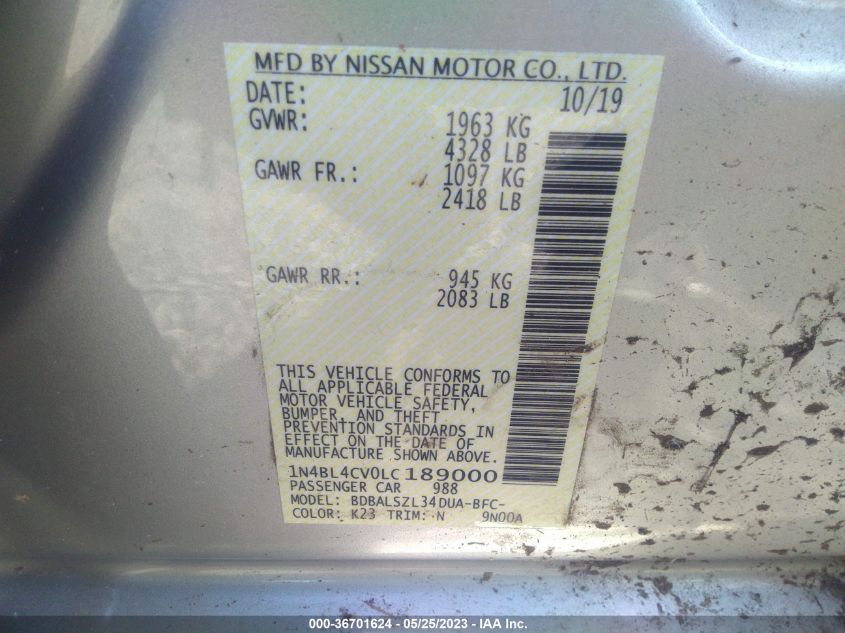 MFD BY NISSAN MOTOR CO., LTD.
DATE: 10/19
GVWR: 1963 KG
4328 LB
GAWR FR.: 1097 KG
2418 LB
GAWR RR.: 945 KG
2083 LB
THIS VEHICLE CONFORMS TO
ALL APPLICABLE FEDERAL
MOTOR VEHICLE SAFETY,
BUMPER, AND THEFT
PREVENTION STANDARDS IN
EFFECT ON THE DATE OF
MANUFACTURE SHOWN ABOVE.
1N4BL4CV0LC189000
PASSENGER CAR 988
MODEL: BDBALSZL34DUA-BFC-
COLOR: K23 TRIM: N 9N00A
000-36701624 - 05/25/2023 - © IAA Inc.